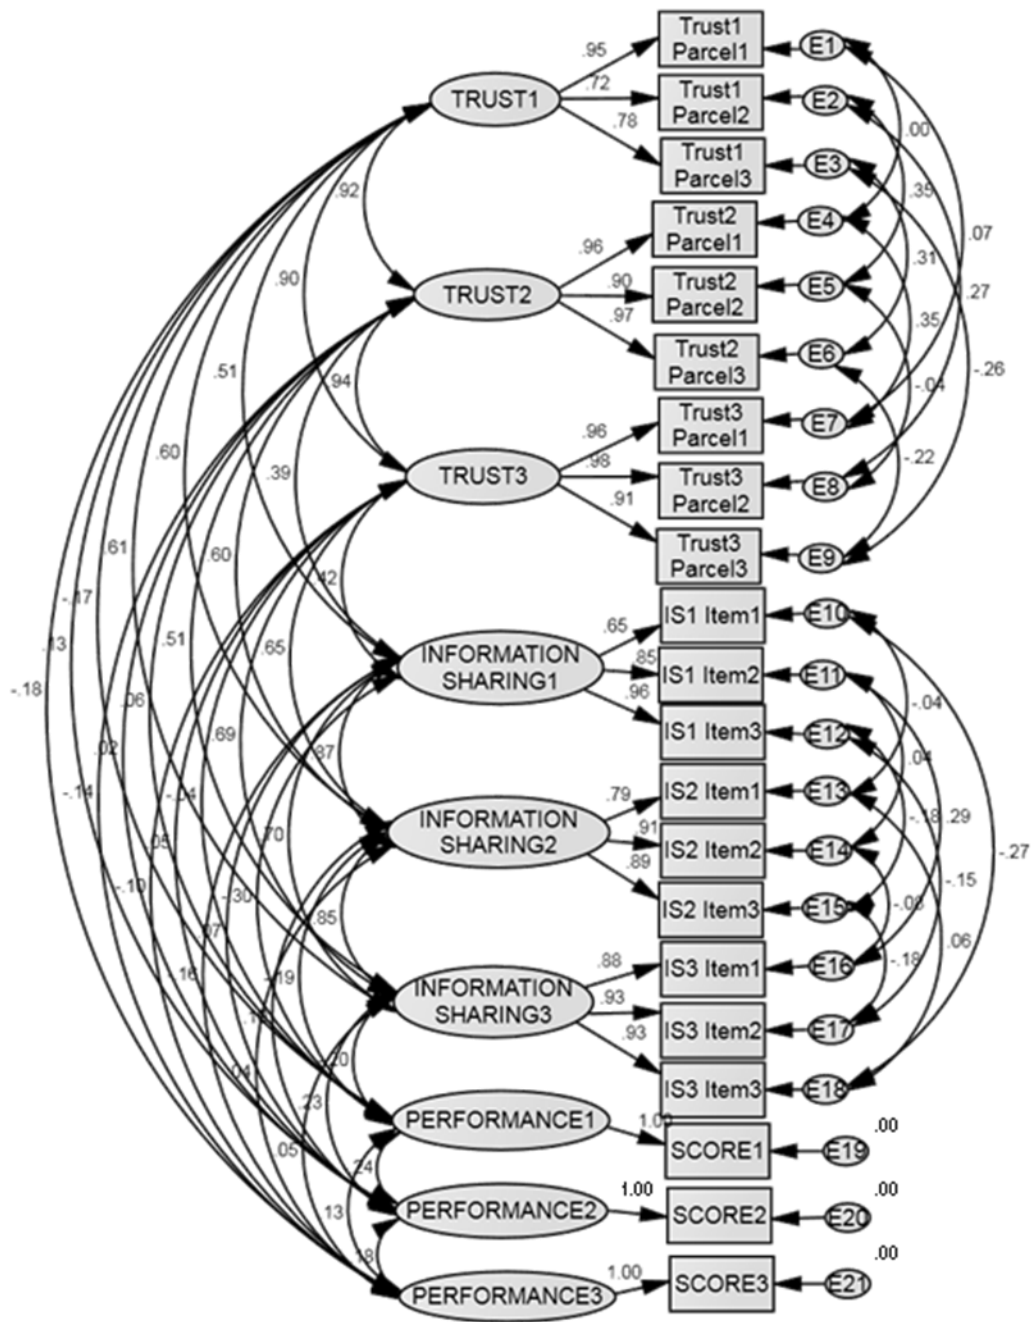 Trust1
Parcel1
E1
.95
TRUST1
.72
Trust1
Parcel2
E2
.78
.00
Trust1
Parcel3
E3
.92
.35
Trust2
Parcel1
E4
.96
.07
.31
.90
TRUST2
.90
Trust2
Parcel2
E5
.27
.97
.35
Trust2
Parcel3
E6
.51
.94
-.26
-.04
Trust3
Parcel1
E7
.96
.60
.39
.98
-.22
TRUST3
Trust3
Parcel2
E8
.91
.61
.60
Trust3
Parcel3
E9
.42
-.17
IS1 Item1
E10
.65
.13
.51
.65
INFORMATION
SHARING1
.85
IS1 Item2
E11
-.18
.96
.06
-.04
.69
IS1 Item3
E12
.02
.87
.04
-.14
-.04
.79
IS2 Item1
E13
INFORMATION
SHARING2
.91
-.18
.29
.05
.70
IS2 Item2
E14
-.27
.89
-.10
-.15
-.30
IS2 Item3
E15
-.08
.85
.07
.06
-.18
.16
-.19
.88
IS3 Item1
E16
INFORMATION
SHARING3
.93
IS3 Item2
E17
.93
.20
.04
IS3 Item3
E18
.23
PERFORMANCE1
1.00
.00
.05
SCORE1
E19
.24
1.00
.00
PERFORMANCE2
SCORE2
E20
.13
.18
.00
1.00
PERFORMANCE3
SCORE3
E21